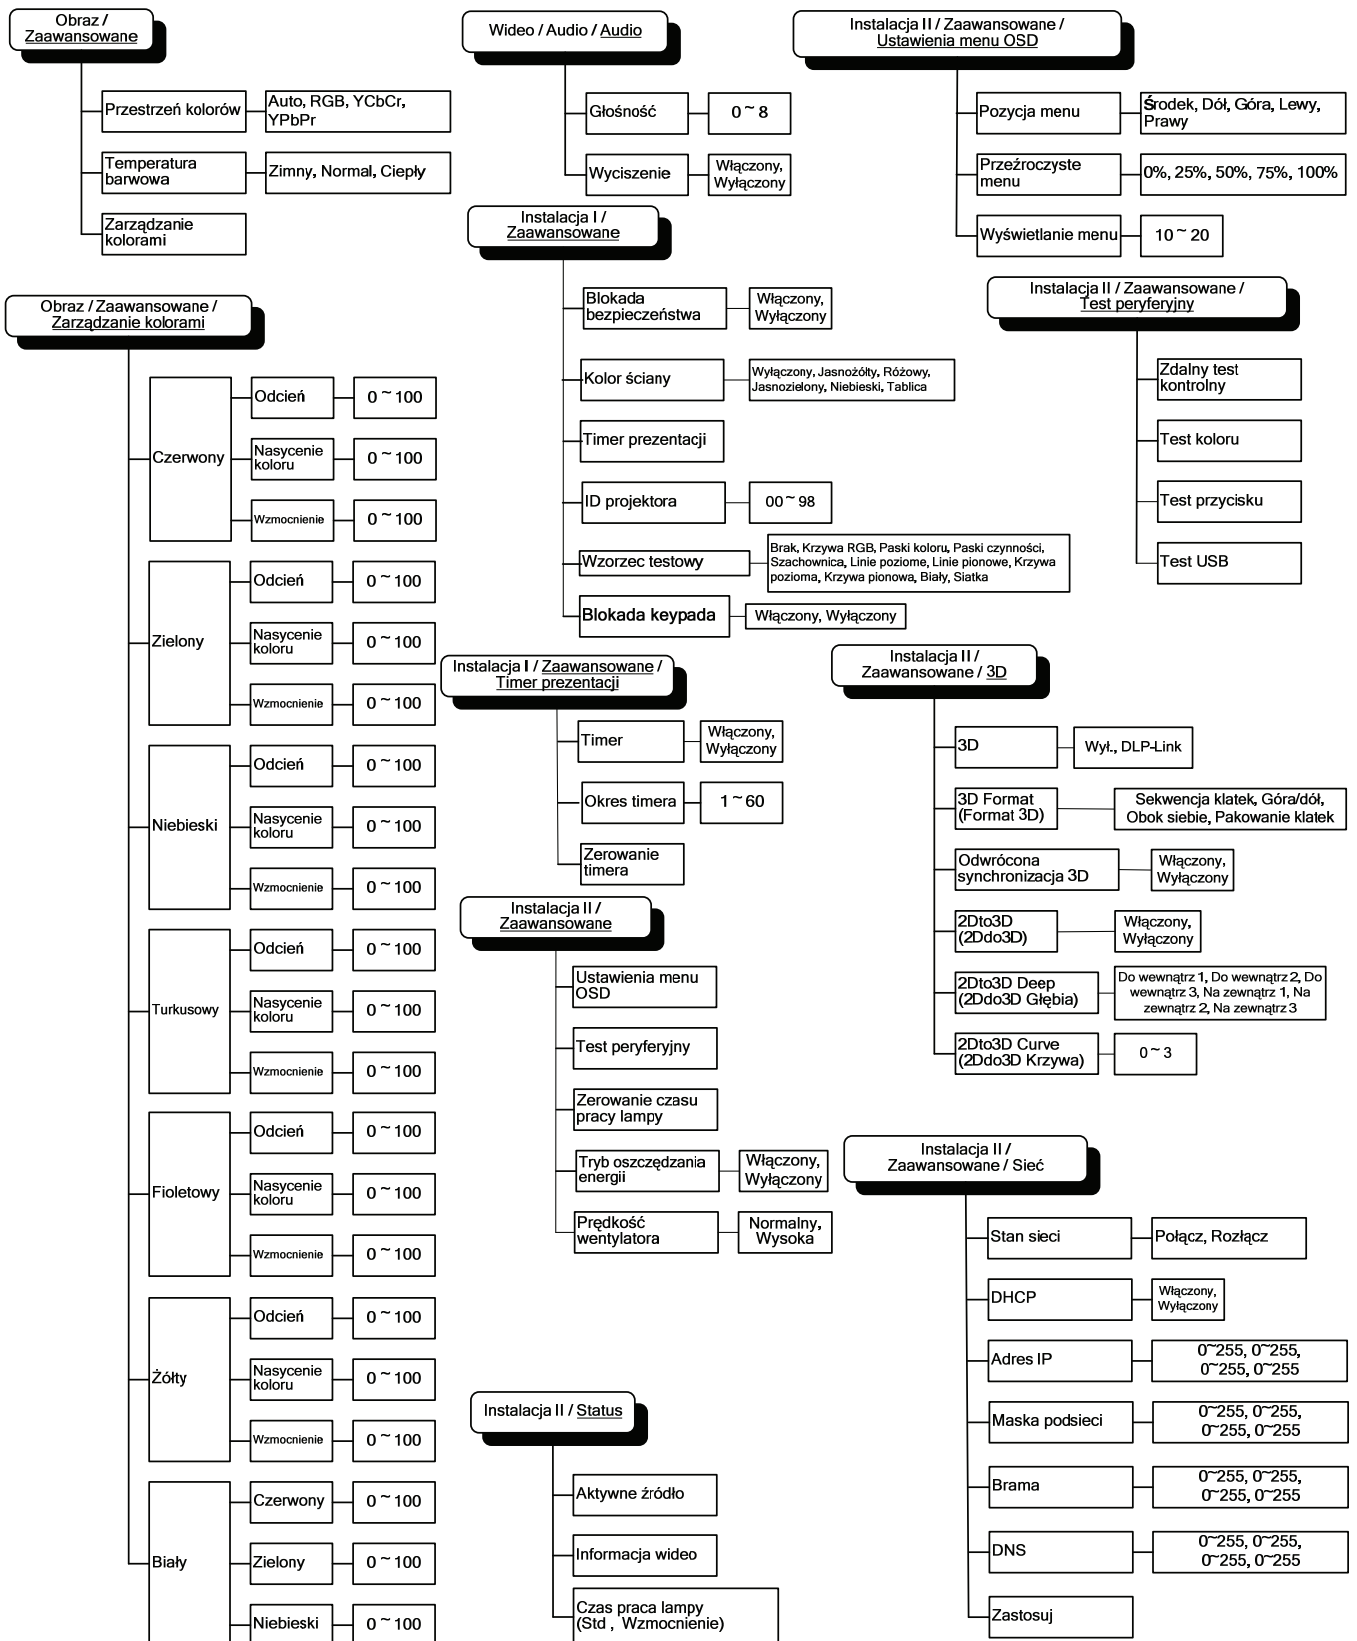 Obraz /
Zaawansowane
Przestrzeń kolorów
Auto, RGB, YCbCr,
YPbPr
Temperatura
barwowa
Zimny, Normal, Ciepły
Zarządzanie
kolorami
Obraz / Zaawansowane /
Zarządzanie kolorami
Czerwony
Odcień
0 ~ 100
Nasycenie
koloru
0 ~ 100
Wzmocnienie
0 ~ 100
Zielony
Odcień
0 ~ 100
Nasycenie
koloru
0 ~ 100
Wzmocnienie
0 ~ 100
Niebieski
Odcień
0 ~ 100
Nasycenie
koloru
0 ~ 100
Wzmocnienie
0 ~ 100
Turkusowy
Odcień
0 ~ 100
Nasycenie
koloru
0 ~ 100
Wzmocnienie
0 ~ 100
Fioletowy
Odcień
0 ~ 100
Nasycenie
koloru
0 ~ 100
Wzmocnienie
0 ~ 100
Żółty
Odcień
0 ~ 100
Nasycenie
koloru
0 ~ 100
Wzmocnienie
0 ~ 100
Biały
Czerwony
0 ~ 100
Zielony
0 ~ 100
Niebieski
0 ~ 100
Wideo / Audio / Audio
Głośność
0 ~ 8
Wyciszenie
Włączony,
Wyłączony
Instalacja I /
Zaawansowane
Blokada
bezpieczeństwa
Włączony,
Wyłączony
Kolor ściany
Wyłączony, Jasnożółty, Różowy,
Jasnozielony, Niebieski, Tablica
Timer prezentacji
ID projektora
00 ~ 98
Wzorzec testowy
Brak, Krzywa RGB, Paski koloru, Paski czynności,
Szachownica, Linie poziome, Linie pionowe, Krzywa
pozioma, Krzywa pionowa, Biały, Siatka
Blokada keypada
Włączony, Wyłączony
Instalacja I / Zaawansowane /
Timer prezentacji
Timer
Włączony,
Wyłączony
Okres timera
1 ~ 60
Zerowanie
timera
Instalacja II /
Zaawansowane
Ustawienia menu
OSD
Test peryferyjny
Zerowanie czasu
pracy lampy
Tryb oszczędzania
energii
Włączony,
Wyłączony
Prędkość
wentylatora
Normalny,
Wysoka
Instalacja II / Status
Aktywne źródło
Informacja wideo
Czas praca lampy
(Std , Wzmocnienie)
Instalacja II / Zaawansowane /
Ustawienia menu OSD
Pozycja menu
Środek, Dół, Góra, Lewy,
Prawy
Przeźroczyste
menu
0%, 25%, 50%, 75%, 100%
Wyświetlanie menu
10 ~ 20
Instalacja II / Zaawansowane /
Test peryferyjny
Zdalny test
kontrolny
Test koloru
Test przycisku
Test USB
Instalacja II /
Zaawansowane / 3D
3D
Wył., DLP-Link
3D Format
(Format 3D)
Sekwencja klatek, Góra/dół,
Obok siebie, Pakowanie klatek
Odwrócona
synchronizacja 3D
Włączony,
Wyłączony
2Dto3D
(2Ddo3D)
Włączony,
Wyłączony
2Dto3D Deep
(2Ddo3D Głębia)
Do wewnątrz 1, Do wewnątrz 2, Do
wewnątrz 3, Na zewnątrz 1, Na
zewnątrz 2, Na zewnątrz 3
2Dto3D Curve
(2Ddo3D Krzywa)
0 ~ 3
Instalacja II /
Zaawansowane / Sieć
Stan sieci
Połącz, Rozłącz
DHCP
Włączony,
Wyłączony
Adres IP
0~255, 0~255,
0~255, 0~255
Maska podsieci
0~255, 0~255,
0~255, 0~255
Brama
0~255, 0~255,
0~255, 0~255
DNS
0~255, 0~255,
0~255, 0~255
Zastosuj